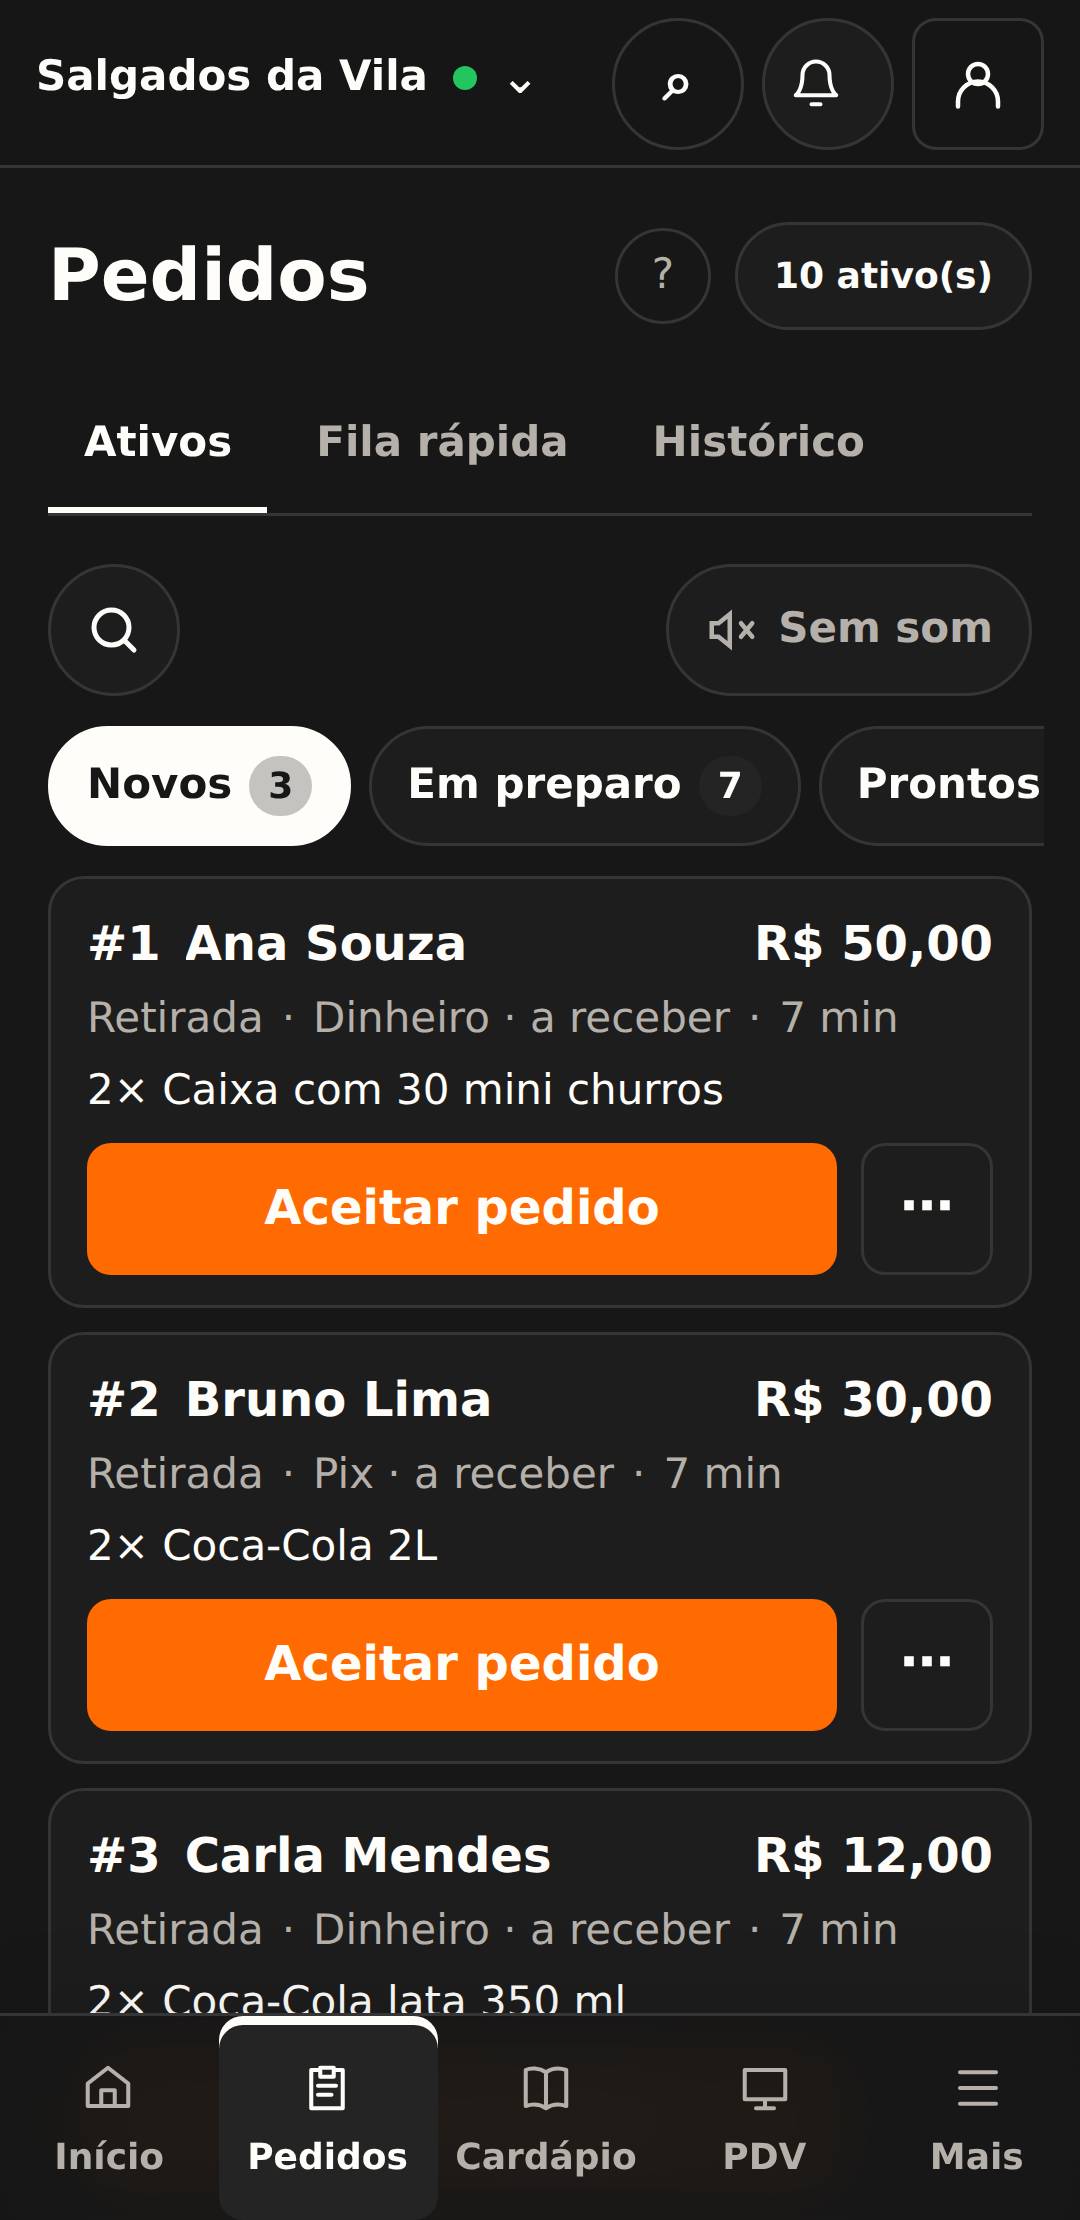 Salgados da Vila
Pedidos
?
10 ativo(s)
Ativos
Fila rápida
Histórico
Sem som
Novos 3
Em preparo 7
Prontos
#1 Ana Souza
R$ 50,00
Retirada · Dinheiro · a receber · 7 min
2× Caixa com 30 mini churros
Aceitar pedido
...
#2 Bruno Lima
R$ 30,00
Retirada · Pix · a receber · 7 min
2× Coca-Cola 2L
Aceitar pedido
...
#3 Carla Mendes
R$ 12,00
Retirada · Dinheiro · a receber · 7 min
2× Coca-Cola lata 350 ml
Início
Pedidos
Cardápio
PDV
Mais